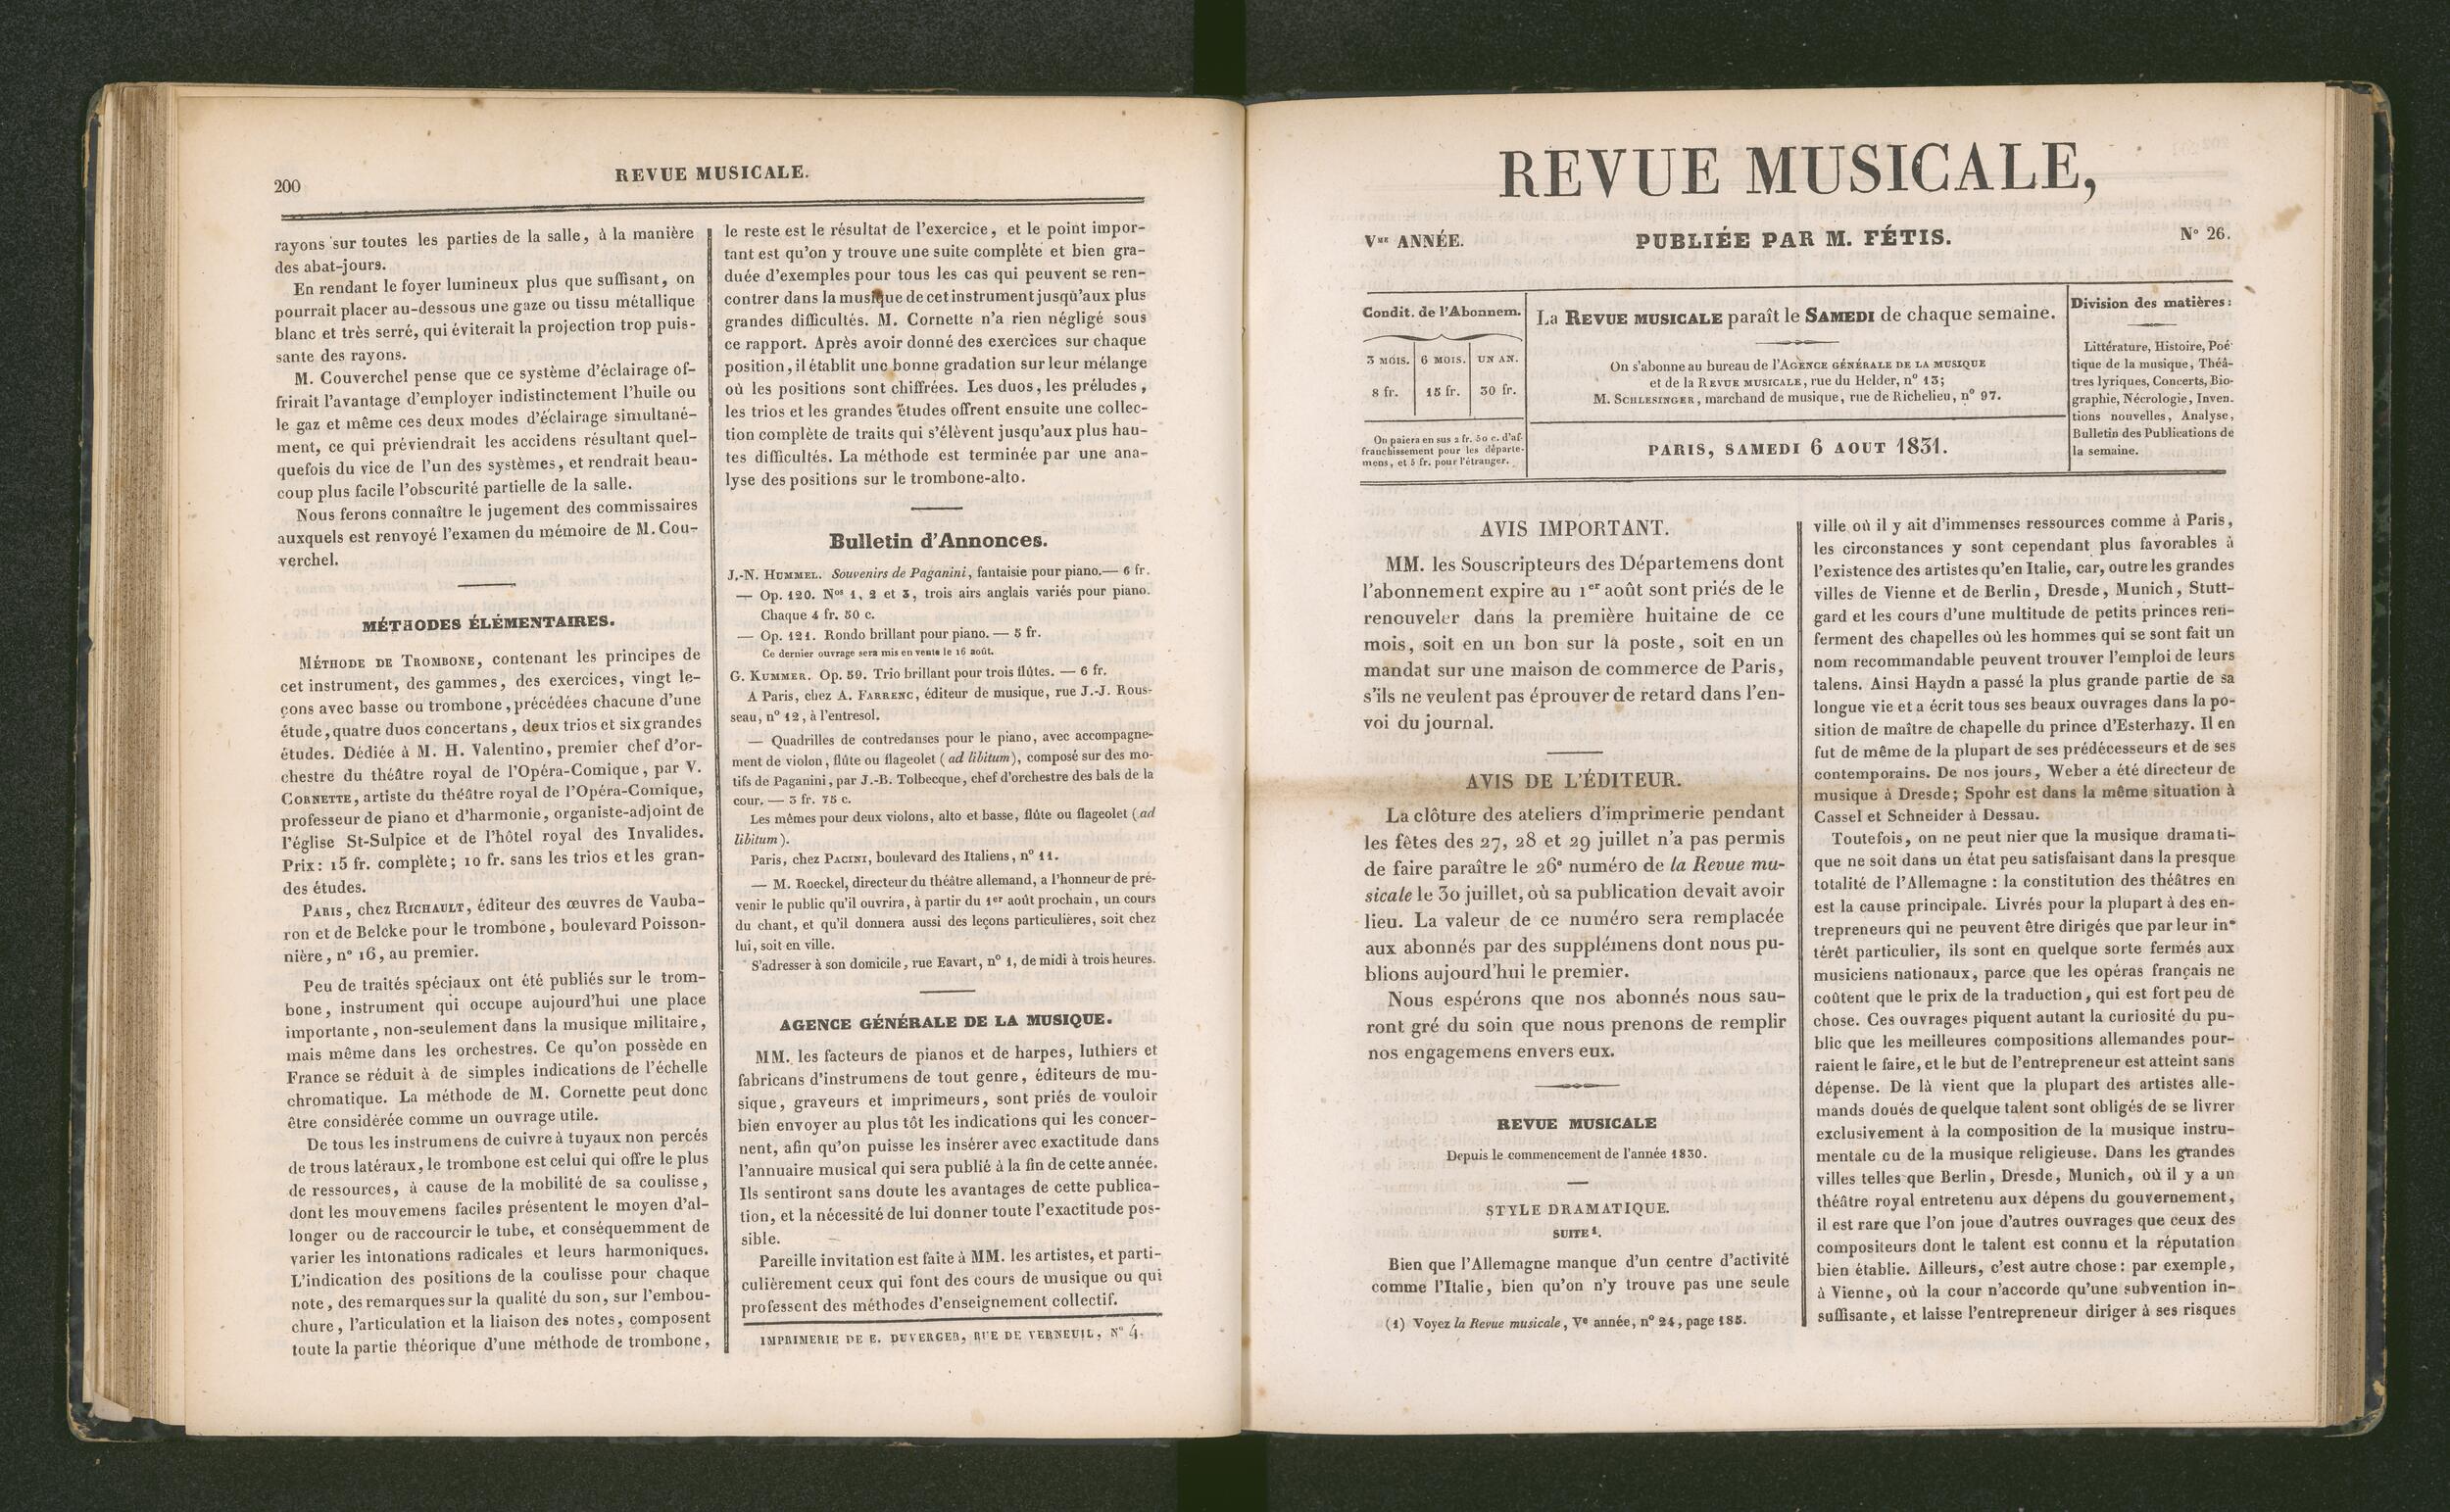 200
REVUE MUSICALE.
rayons sur toutes les parties de la salle, à la manière
des abat-jours.
En rendant le foyer lumineux plus que suffisant, on
pourrait placer au-dessous une gaze ou tissu métallique
blanc et très serré, qui éviterait la projection trop puis-
sante des rayons.
M. Couverchel pense que ce système d'éclairage of-
frirait l'avantage d'employer indistinctement l'huile ou
le gaz et même ces deux modes d'éclairage simultané-
ment, ce qui préviendrait les accidens résultant quel-
quefois du vice de l'un des systèmes, et rendrait beau-
coup plus facile l'obscurité partielle de la salle.
Nous ferons connaître le jugement des commissaires
auxquels est renvoyé l'examen du mémoire de M. Cou-
verchel.
MÉTHODES ÉLÉMENTAIRES.
MÉTHODE DE TROMBONE, contenant les principes de
cet instrument, des gammes, des exercices, vingt le-
çons avec basse ou trombone, précédées chacune d'une
étude, quatre duos concertans, deux trios et six grandes
études. Dédiée à M. H. Valentino, premier chef d'or-
chestre du théâtre royal de l'Opéra-Comique, par V.
CORNETTE, artiste du théâtre royal de l'Opéra-Comique,
professeur de piano et d'harmonie, organiste-adjoint de
l'église St-Sulpice et de l'hôtel royal des Invalides.
Prix: 15 fr. complète; 10 fr. sans les trios et les gran-
des études.
PARIS, chez RICHAULT, éditeur des œuvres de Vauba-
ron et de Belcke pour le trombone, boulevard Poisson-
nière, n° 16, au premier.
Peu de traités spéciaux ont été publiés sur le trom-
bone, instrument qui occupe aujourd'hui une place
importante, non-seulement dans la musique militaire,
mais même dans les orchestres. Ce qu'on possède en
France se réduit à de simples indications de l'échelle
chromatique. La méthode de M. Cornette peut donc
être considérée comme un ouvrage utile.
De tous les instrumens de cuivre à tuyaux non percés
de trous latéraux, le trombone est celui qui offre le plus
de ressources, à cause de la mobilité de sa coulisse,
dont les mouvemens faciles présentent le moyen d'al-
longer ou de raccourcir le tube, et conséquemment de
varier les intonations radicales et leurs harmoniques.
L'indication des positions de la coulisse pour chaque
note, des remarques sur la qualité du son, sur l'embou-
chure, l'articulation et la liaison des notes, composent
toute la partie théorique d'une méthode de trombone,
le reste est le résultat de l'exercice, et le point impor-
tant est qu'on y trouve une suite complète et bien gra-
duée d'exemples pour tous les cas qui peuvent se ren-
contrer dans la musique de cet instrument jusqu'aux plus
grandes difficultés. M. Cornette n'a rien négligé sous
ce rapport. Après avoir donné des exercices sur chaque
position, il établit une bonne gradation sur leur mélange
où les positions sont chiffrées. Les duos, les préludes,
les trios et les grandes études offrent ensuite une collec-
tion complète de traits qui s'élèvent jusqu'aux plus hau-
tes difficultés. La méthode est terminée par une ana-
lyse des positions sur le trombone-alto.
Bulletin d'Annonces.
J.-N. HUMMEL. Souvenirs de Paganini, fantaisie pour piano.— 6 fr.
— Op. 120. Nos 1, 2 et 3, trois airs anglais variés pour piano.
Chaque 4 fr. 50 c.
— Op. 121. Rondo brillant pour piano. — 5 fr.
Ce dernier ouvrage sera mis en vente le 16 août.
G. KUMMER. Op. 59. Trio brillant pour trois flûtes. — 6 fr.
A Paris, chez A. FARRENC, éditeur de musique, rue J.-J. Rous-
seau, n° 12, à l'entresol.
— Quadrilles de contredanses pour le piano, avec accompagne-
ment de violon, flûte ou flageolet (ad libitum), composé sur des mo-
tifs de Paganini, par J.-B. Tolbecque, chef d'orchestre des bals de la
cour. — 3 fr. 75 c.
Les mêmes pour deux violons, alto et basse, flûte ou flageolet (ad
libitum).
Paris, chez PACINI, boulevard des Italiens, n° 11.
— M. Roeckel, directeur du théâtre allemand, a l'honneur de pré-
venir le public qu'il ouvrira, à partir du 1er août prochain, un cours
du chant, et qu'il donnera aussi des leçons particulières, soit chez
lui, soit en ville.
S'adresser à son domicile, rue Favart, n° 1, de midi à trois heures.
AGENCE GÉNÉRALE DE LA MUSIQUE.
MM. les facteurs de pianos et de harpes, luthiers et
fabricans d'instrumens de tout genre, éditeurs de mu-
sique, graveurs et imprimeurs, sont priés de vouloir
bien envoyer au plus tôt les indications qui les concer-
nent, afin qu'on puisse les insérer avec exactitude dans
l'annuaire musical qui sera publié à la fin de cette année.
Ils sentiront sans doute les avantages de cette publica-
tion, et la nécessité de lui donner toute l'exactitude pos-
sible.
Pareille invitation est faite à MM. les artistes, et parti-
culièrement ceux qui font des cours de musique ou qui
professent des méthodes d'enseignement collectif.
IMPRIMERIE DE E. DUVERGER, RUE DE VERNEUIL, N° 4.
REVUE MUSICALE,
Vme ANNÉE.
PUBLIÉE PAR M. FÉTIS.
N° 26.
Condit. de l'Abonnem.
3 MOIS. 6 MOIS. UN AN.
8 fr. 15 fr. 30 fr.
On paiera en sus 2 fr. 50 c. d'af-
franchissement pour les départe-
mens, et 5 fr. pour l'étranger.
La REVUE MUSICALE paraît le SAMEDI de chaque semaine.
On s'abonne au bureau de l'AGENCE GÉNÉRALE DE LA MUSIQUE
et de la REVUE MUSICALE, rue du Helder, n° 13;
M. SCHLESINGER, marchand de musique, rue de Richelieu, n° 97.
PARIS, SAMEDI 6 AOUT 1831.
Division des matières:
Littérature, Histoire, Poé-
tique de la musique, Théâ-
tres lyriques, Concerts, Bio-
graphie, Nécrologie, Inven-
tions nouvelles, Analyse,
Bulletin des Publications de
la semaine.
AVIS IMPORTANT.
MM. les Souscripteurs des Départemens dont
l'abonnement expire au 1er août sont priés de le
renouveler dans la première huitaine de ce
mois, soit en un bon sur la poste, soit en un
mandat sur une maison de commerce de Paris,
s'ils ne veulent pas éprouver de retard dans l'en-
voi du journal.
AVIS DE L'ÉDITEUR.
La clôture des ateliers d'imprimerie pendant
les fêtes des 27, 28 et 29 juillet n'a pas permis
de faire paraître le 26e numéro de la Revue mu-
sicale le 30 juillet, où sa publication devait avoir
lieu. La valeur de ce numéro sera remplacée
aux abonnés par des supplémens dont nous pu-
blions aujourd'hui le premier.
Nous espérons que nos abonnés nous sau-
ront gré du soin que nous prenons de remplir
nos engagemens envers eux.
REVUE MUSICALE
Depuis le commencement de l'année 1830.
STYLE DRAMATIQUE.
SUITE 1.
Bien que l'Allemagne manque d'un centre d'activité
comme l'Italie, bien qu'on n'y trouve pas une seule
(1) Voyez la Revue musicale, Ve année, n° 24, page 185.
ville où il y ait d'immenses ressources comme à Paris,
les circonstances y sont cependant plus favorables à
l'existence des artistes qu'en Italie, car, outre les grandes
villes de Vienne et de Berlin, Dresde, Munich, Stutt-
gard et les cours d'une multitude de petits princes ren-
ferment des chapelles où les hommes qui se sont fait un
nom recommandable peuvent trouver l'emploi de leurs
talens. Ainsi Haydn a passé la plus grande partie de sa
longue vie et a écrit tous ses beaux ouvrages dans la po-
sition de maître de chapelle du prince d'Esterhazy. Il en
fut de même de la plupart de ses prédécesseurs et de ses
contemporains. De nos jours, Weber a été directeur de
musique à Dresde; Spohr est dans la même situation à
Cassel et Schneider à Dessau.
Toutefois, on ne peut nier que la musique dramati-
que ne soit dans un état peu satisfaisant dans la presque
totalité de l'Allemagne : la constitution des théâtres en
est la cause principale. Livrés pour la plupart à des en-
trepreneurs qui ne peuvent être dirigés que par leur in-
térêt particulier, ils sont en quelque sorte fermés aux
musiciens nationaux, parce que les opéras français ne
coûtent que le prix de la traduction, qui est fort peu de
chose. Ces ouvrages piquent autant la curiosité du pu-
blic que les meilleures compositions allemandes pour-
raient le faire, et le but de l'entrepreneur est atteint sans
dépense. De là vient que la plupart des artistes alle-
mands doués de quelque talent sont obligés de se livrer
exclusivement à la composition de la musique instru-
mentale ou de la musique religieuse. Dans les grandes
villes telles que Berlin, Dresde, Munich, où il y a un
théâtre royal entretenu aux dépens du gouvernement,
il est rare que l'on joue d'autres ouvrages que ceux des
compositeurs dont le talent est connu et la réputation
bien établie. Ailleurs, c'est autre chose : par exemple,
à Vienne, où la cour n'accorde qu'une subvention in-
suffisante, et laisse l'entrepreneur diriger à ses risques